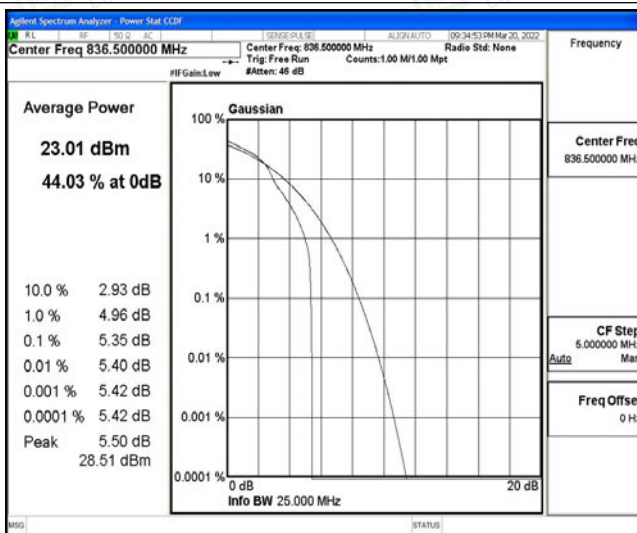 Agilent Spectrum Analyzer - Power Stat CCDF
RL RF 50 Ω AC SENSE:PULSE ALIGN AUTO 09:34:53 PM Mar 20, 2022
Center Freq 836.500000 MHz
Center Freq: 836.500000 MHz Radio Std: None
Trig: Free Run Counts:1.00 M/1.00 Mpt
#IFGain:Low #Atten: 46 dB
Frequency
Average Power
23.01 dBm
44.03 % at 0dB
10.0 % 2.93 dB
1.0 % 4.96 dB
0.1 % 5.35 dB
0.01 % 5.40 dB
0.001 % 5.42 dB
0.0001 % 5.42 dB
Peak 5.50 dB
28.51 dBm
Gaussian
100 %
10 %
1 %
0.1 %
0.01 %
0.001 %
0.0001 %
0 dB 20 dB
Info BW 25.000 MHz
Center Freq
836.500000 MHz
CF Step
5.000000 MHz
Auto Man
Freq Offset
0 Hz
MSG STATUS